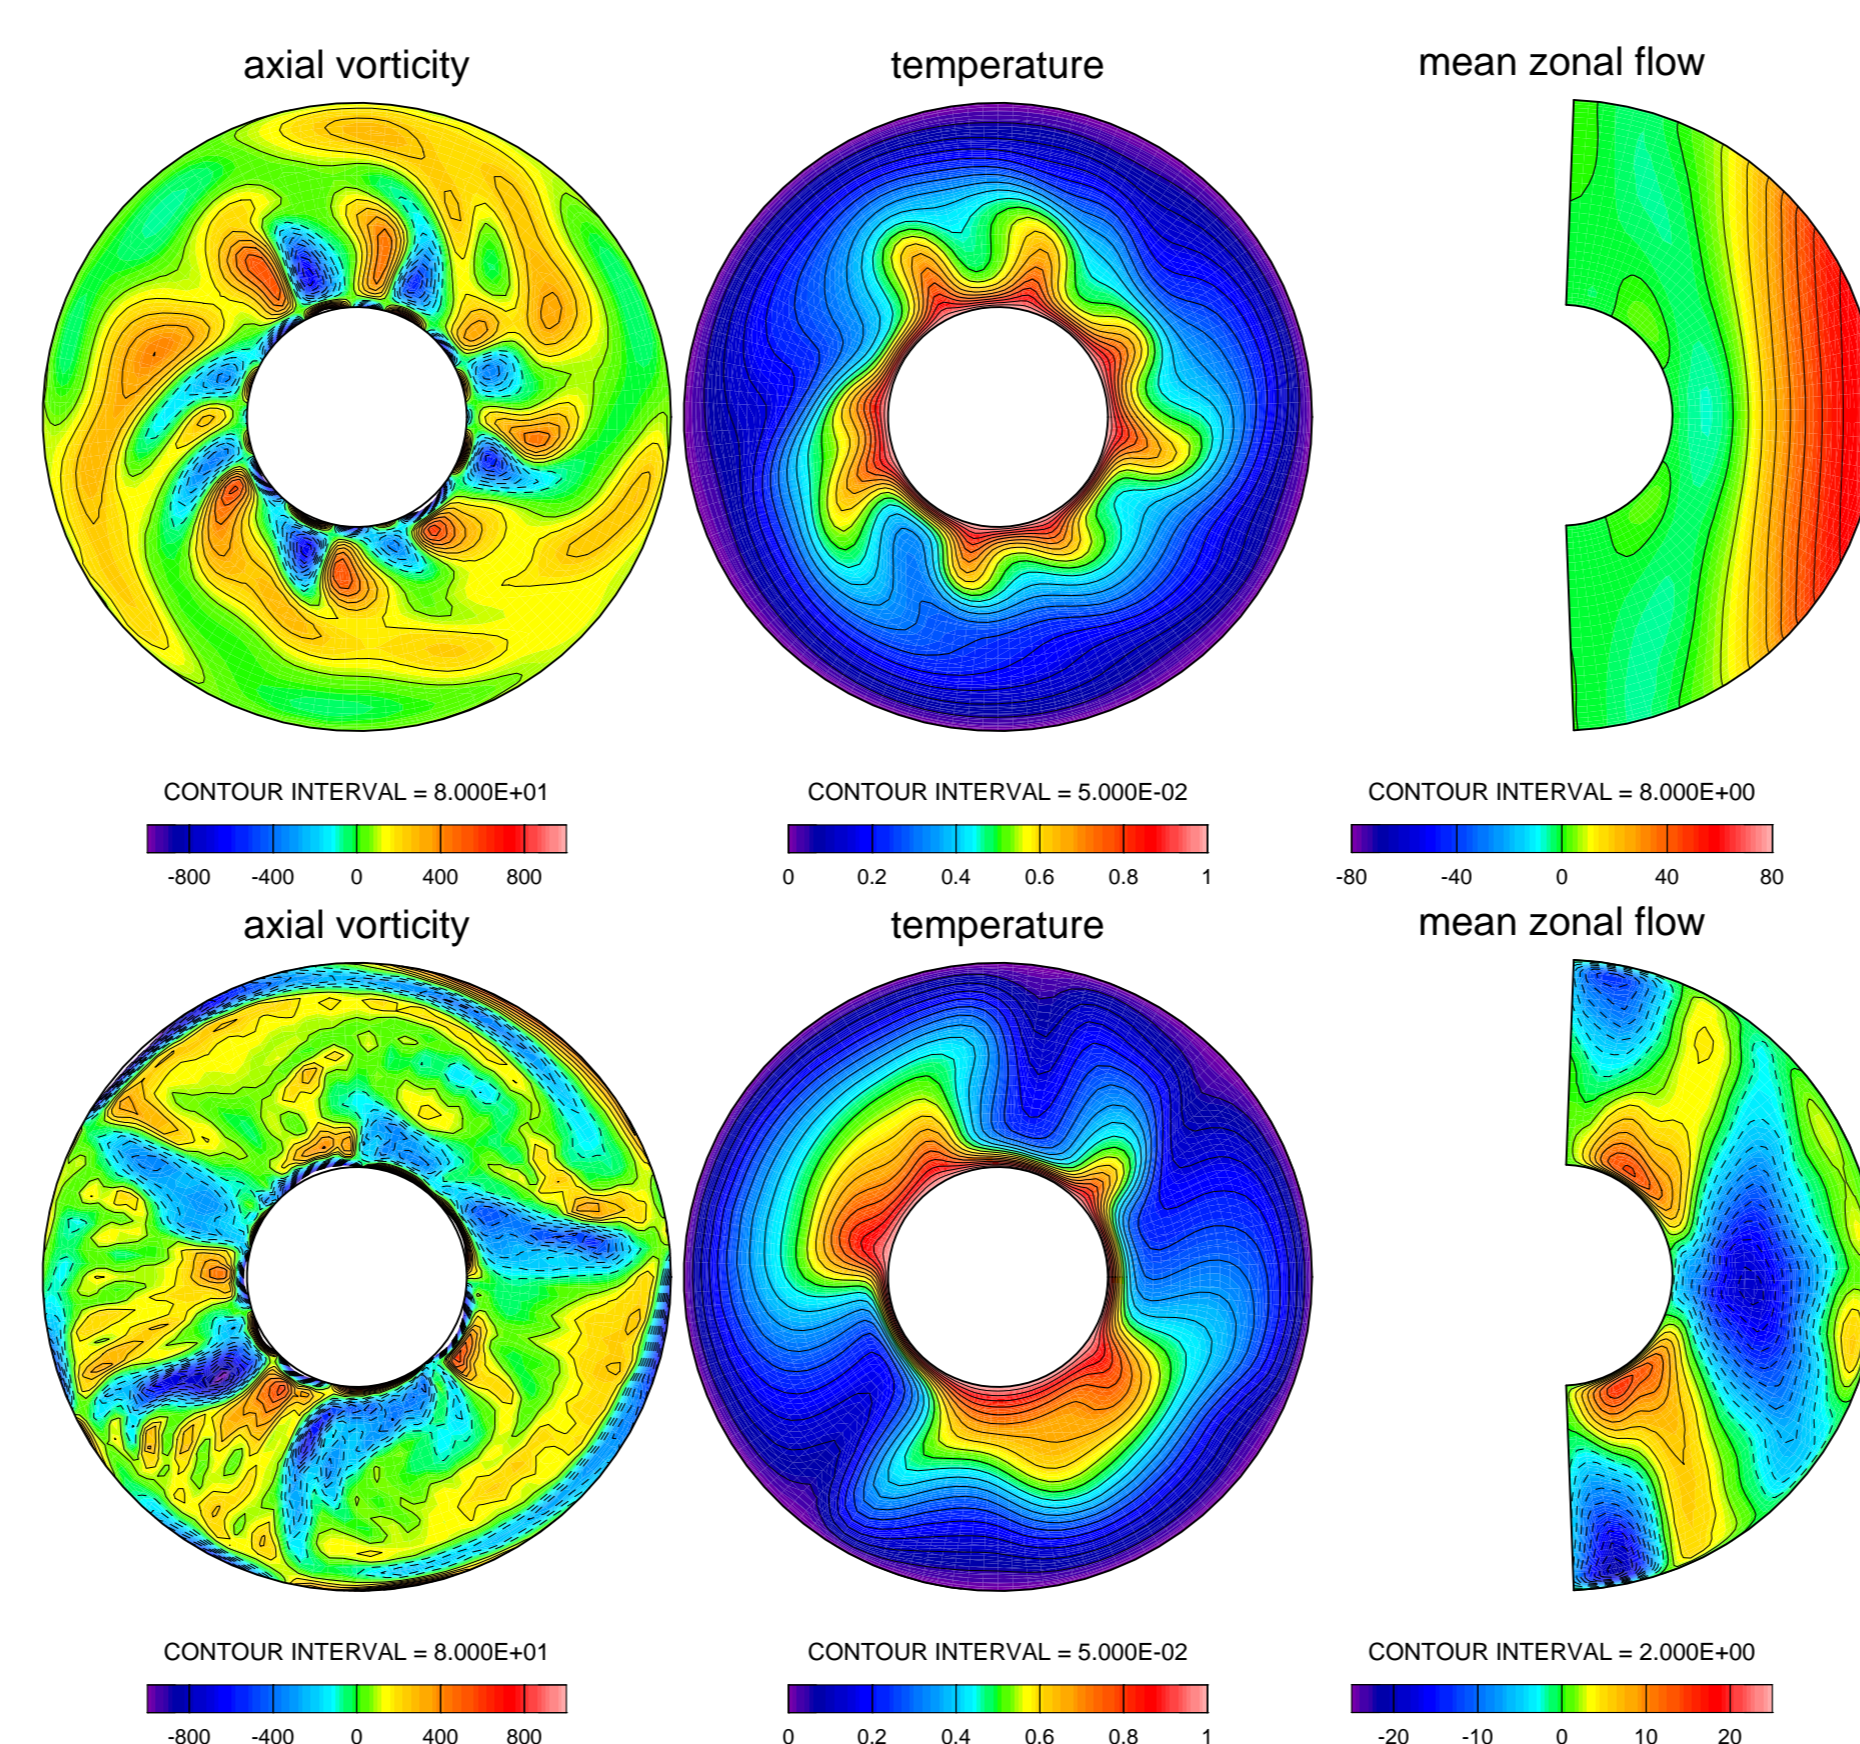 axial vorticity temperature mean zonal flow
CONTOUR INTERVAL = 8.000E+01 CONTOUR INTERVAL = 5.000E-02 CONTOUR INTERVAL = 8.000E+00
-800 -400 0 400 800 0 0.2 0.4 0.6 0.8 1 -80 -40 0 40 80
axial vorticity temperature mean zonal flow
CONTOUR INTERVAL = 8.000E+01 CONTOUR INTERVAL = 5.000E-02 CONTOUR INTERVAL = 2.000E+00
-800 -400 0 400 800 0 0.2 0.4 0.6 0.8 1 -20 -10 0 10 20